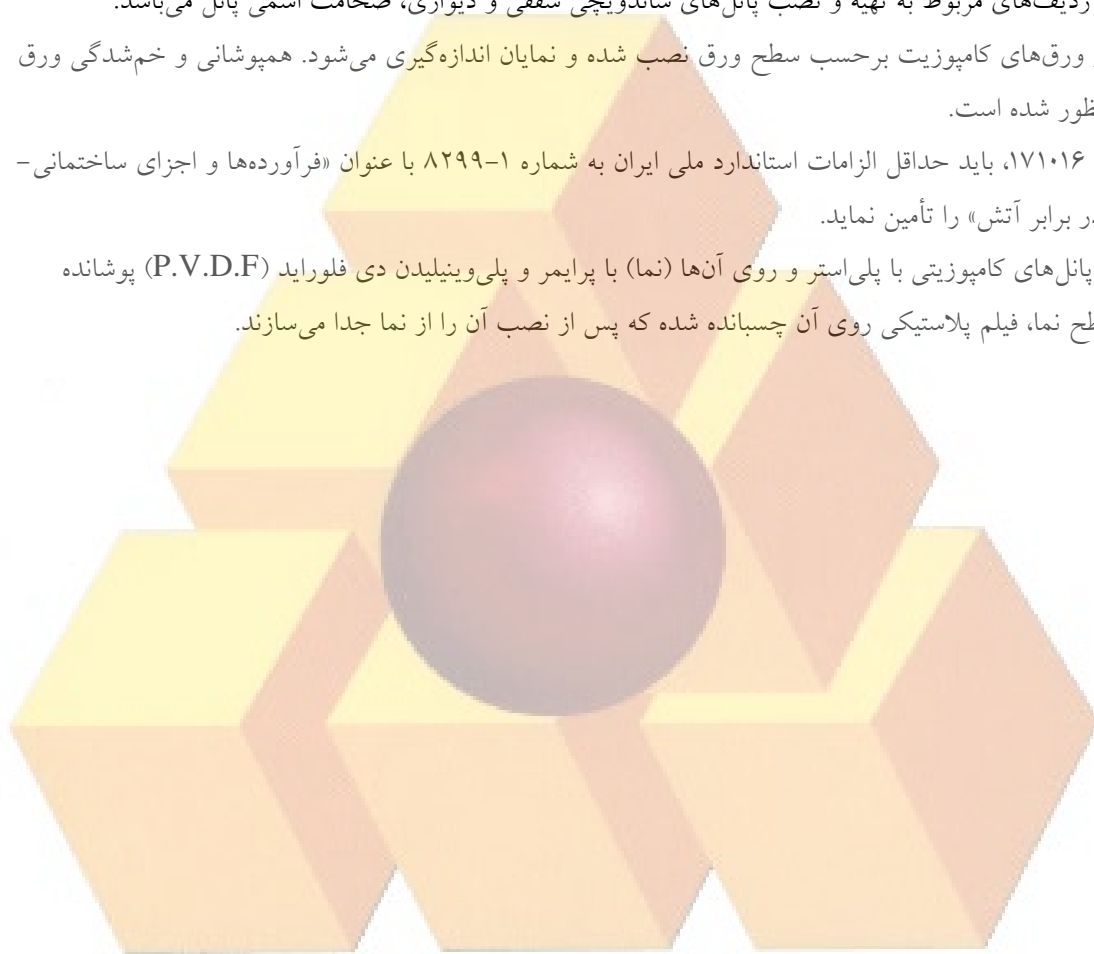 ردیف‌های مربوط به تهیه و نصب پانل‌های ساندویچی سقفی و دیواری، ضخامت اسمی پانل می‌باشد.
ورق‌های کامپوزیت برحسب سطح ورق نصب شده و نمایان اندازه‌گیری می‌شود. همپوشانی و خم‌شدگی ورق
ظور شده است.
۱۷۱۰۱۶، باید حداقل الزامات استاندارد ملی ایران به شماره ۱-۸۲۹۹ با عنوان «فرآورده‌ها و اجزای ساختمانی-
در برابر آتش» را تأمین نماید.
پانل‌های کامپوزیتی با پلی‌استر و روی آن‌ها (نما) با پرایمر و پلی‌وینیلیدن دی فلوراید (P.V.D.F) پوشانده
طح نما، فیلم پلاستیکی روی آن چسبانده شده که پس از نصب آن را از نما جدا می‌سازند.